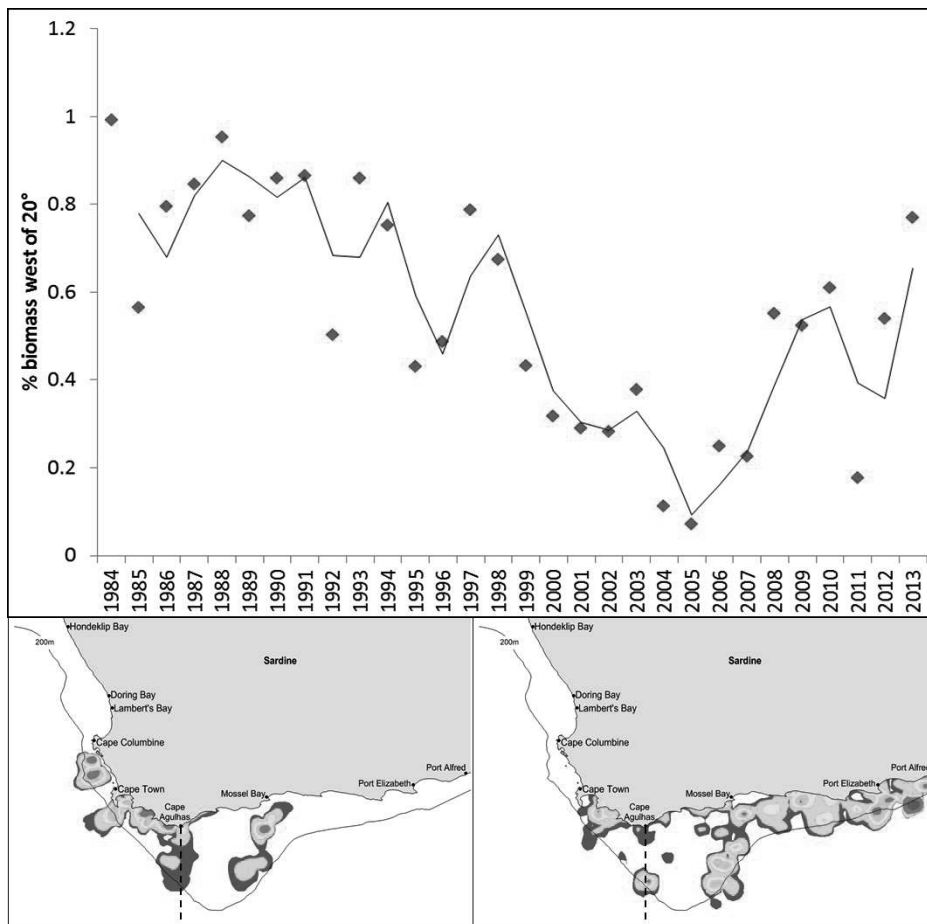 % biomass west of 20°
1.2
1
0.8
0.6
0.4
0.2
0
1984
1985
1986
1987
1988
1989
1990
1991
1992
1993
1994
1995
1996
1997
1998
1999
2000
2001
2002
2003
2004
2005
2006
2007
2008
2009
2010
2011
2012
2013
Hondeklip Bay
200m
Sardine
Doring Bay
Lambert's Bay
Cape Columbine
Port Alfred
Port Elizabeth
Cape Town
Mossel Bay
Cape
Agulhas
Hondeklip Bay
200m
Sardine
Doring Bay
Lambert's Bay
Cape Columbine
Port Alfred
Port Elizabeth
Cape Town
Mossel Bay
Cape
Agulhas